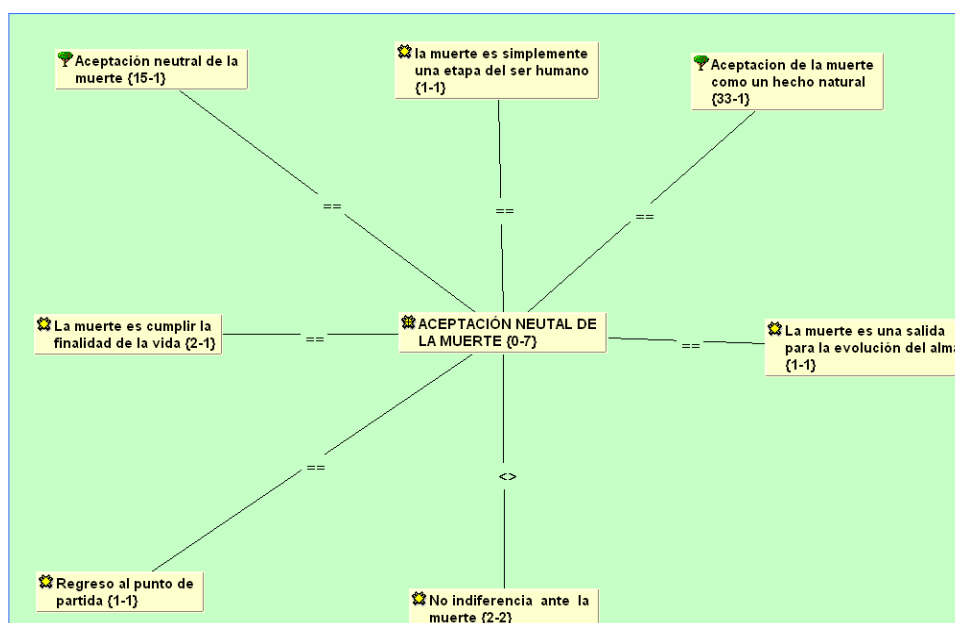 Aceptación neutral de la
muerte {15-1}
la muerte es simplemente
una etapa del ser humano
{1-1}
Aceptacion de la muerte
como un hecho natural
{33-1}
==
==
==
La muerte es cumplir la
finalidad de la vida {2-1}
==
ACEPTACIÓN NEUTAL DE
LA MUERTE {0-7}
==
La muerte es una salida
para la evolución del alma
{1-1}
==
<>
Regreso al punto de
partida {1-1}
No indiferencia ante la
muerte {2-2}